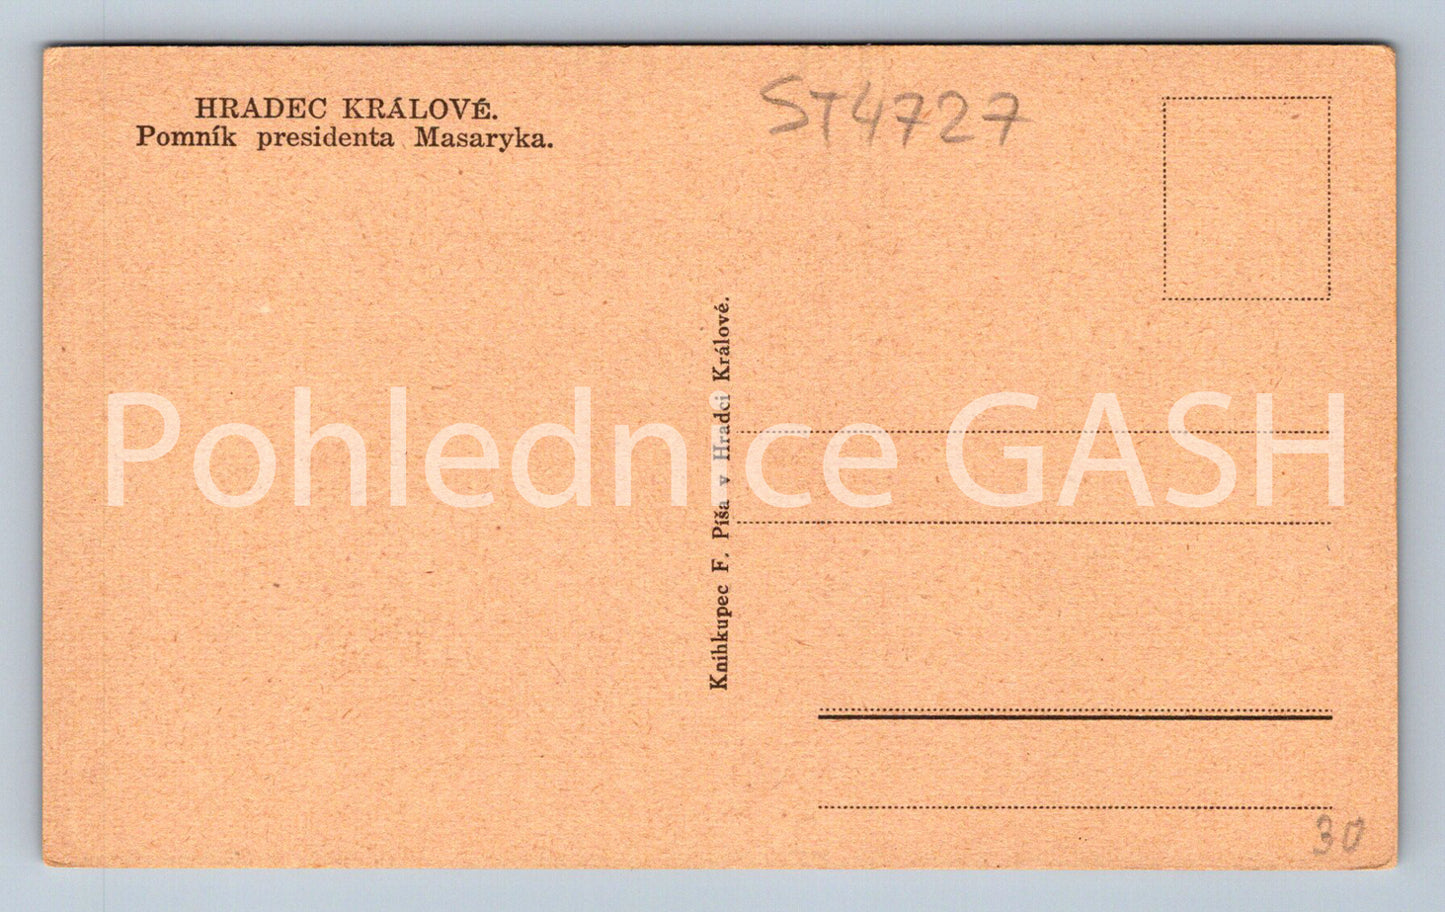 HRADEC KRÁLOVÉ.
Pomník presidenta Masaryka.
ST4727
Knihkupec F. Píša v Hradci Králové.
Pohlednice GASH
30